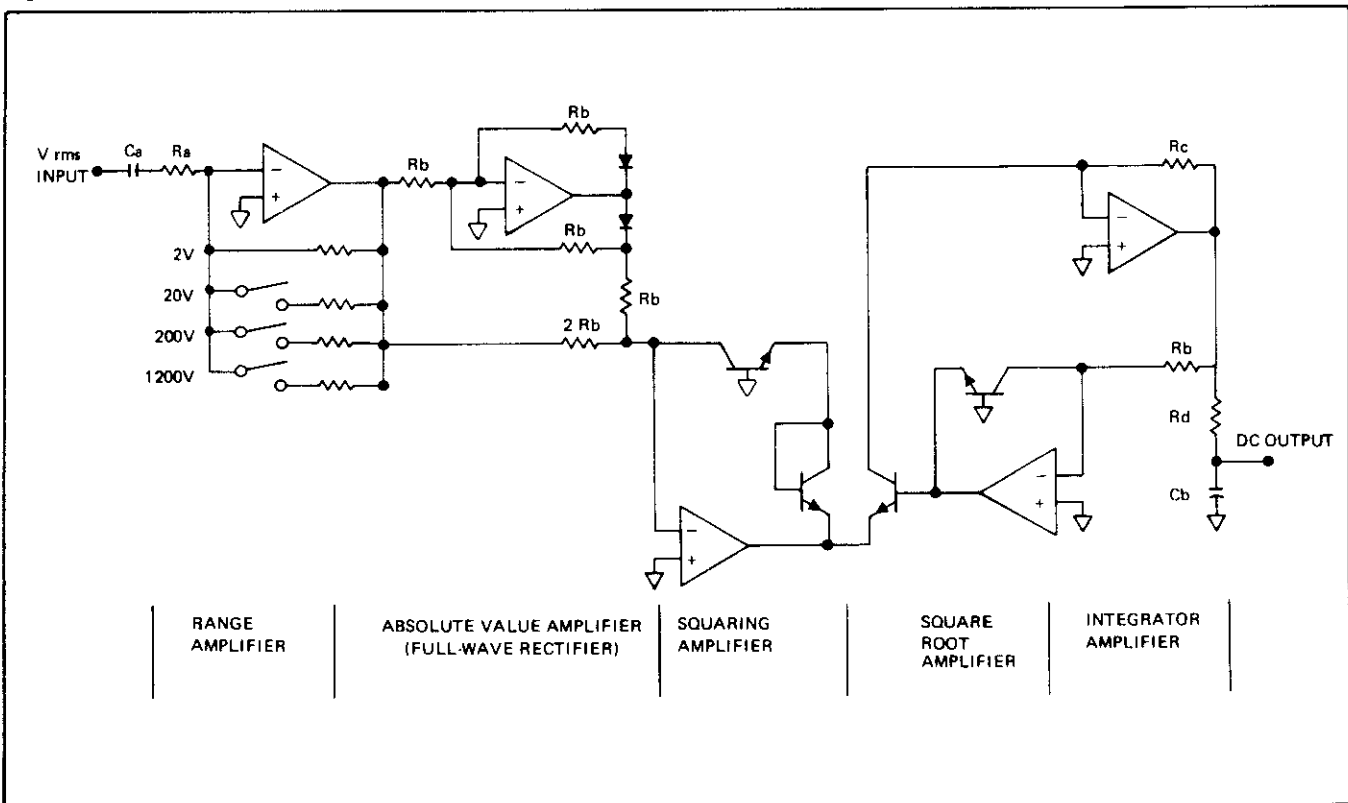 V rms
INPUT
Ca
Ra
−
+
2V
20V
200V
1200V
Rb
Rb
−
+
Rb
Rb
2 Rb
−
+
Rc
−
+
Rb
Rd
DC OUTPUT
Cb
−
+
RANGE
AMPLIFIER
ABSOLUTE VALUE AMPLIFIER
(FULL-WAVE RECTIFIER)
SQUARING
AMPLIFIER
SQUARE
ROOT
AMPLIFIER
INTEGRATOR
AMPLIFIER